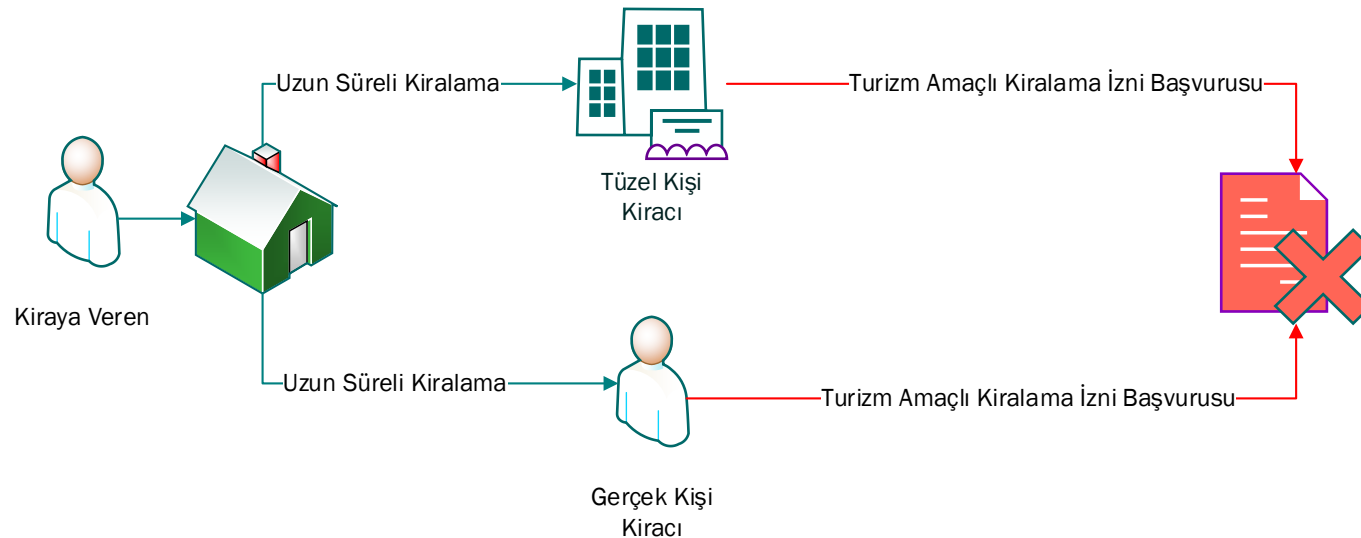 Uzun Süreli Kiralama
Turizm Amaçlı Kiralama İzni Başvurusu
Tüzel Kişi
Kiracı
Kiraya Veren
Uzun Süreli Kiralama
Turizm Amaçlı Kiralama İzni Başvurusu
Gerçek Kişi
Kiracı